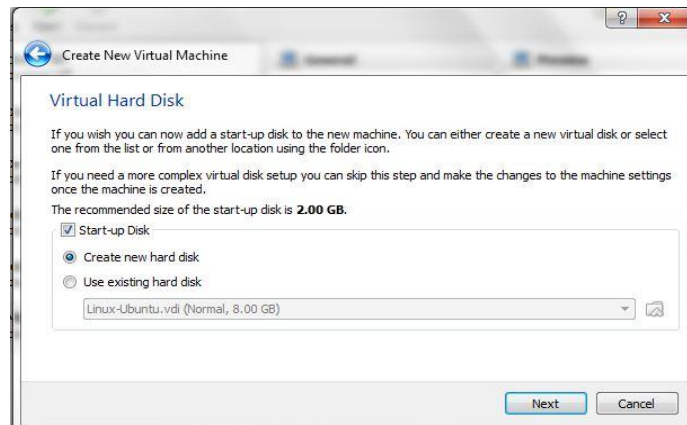 Create New Virtual Machine
General
Preview
Virtual Hard Disk
If you wish you can now add a start-up disk to the new machine. You can either create a new virtual disk or select
one from the list or from another location using the folder icon.
If you need a more complex virtual disk setup you can skip this step and make the changes to the machine settings
once the machine is created.
The recommended size of the start-up disk is 2.00 GB.
Start-up Disk
Create new hard disk
Use existing hard disk
Linux-Ubuntu.vdi (Normal, 8.00 GB)
Next Cancel